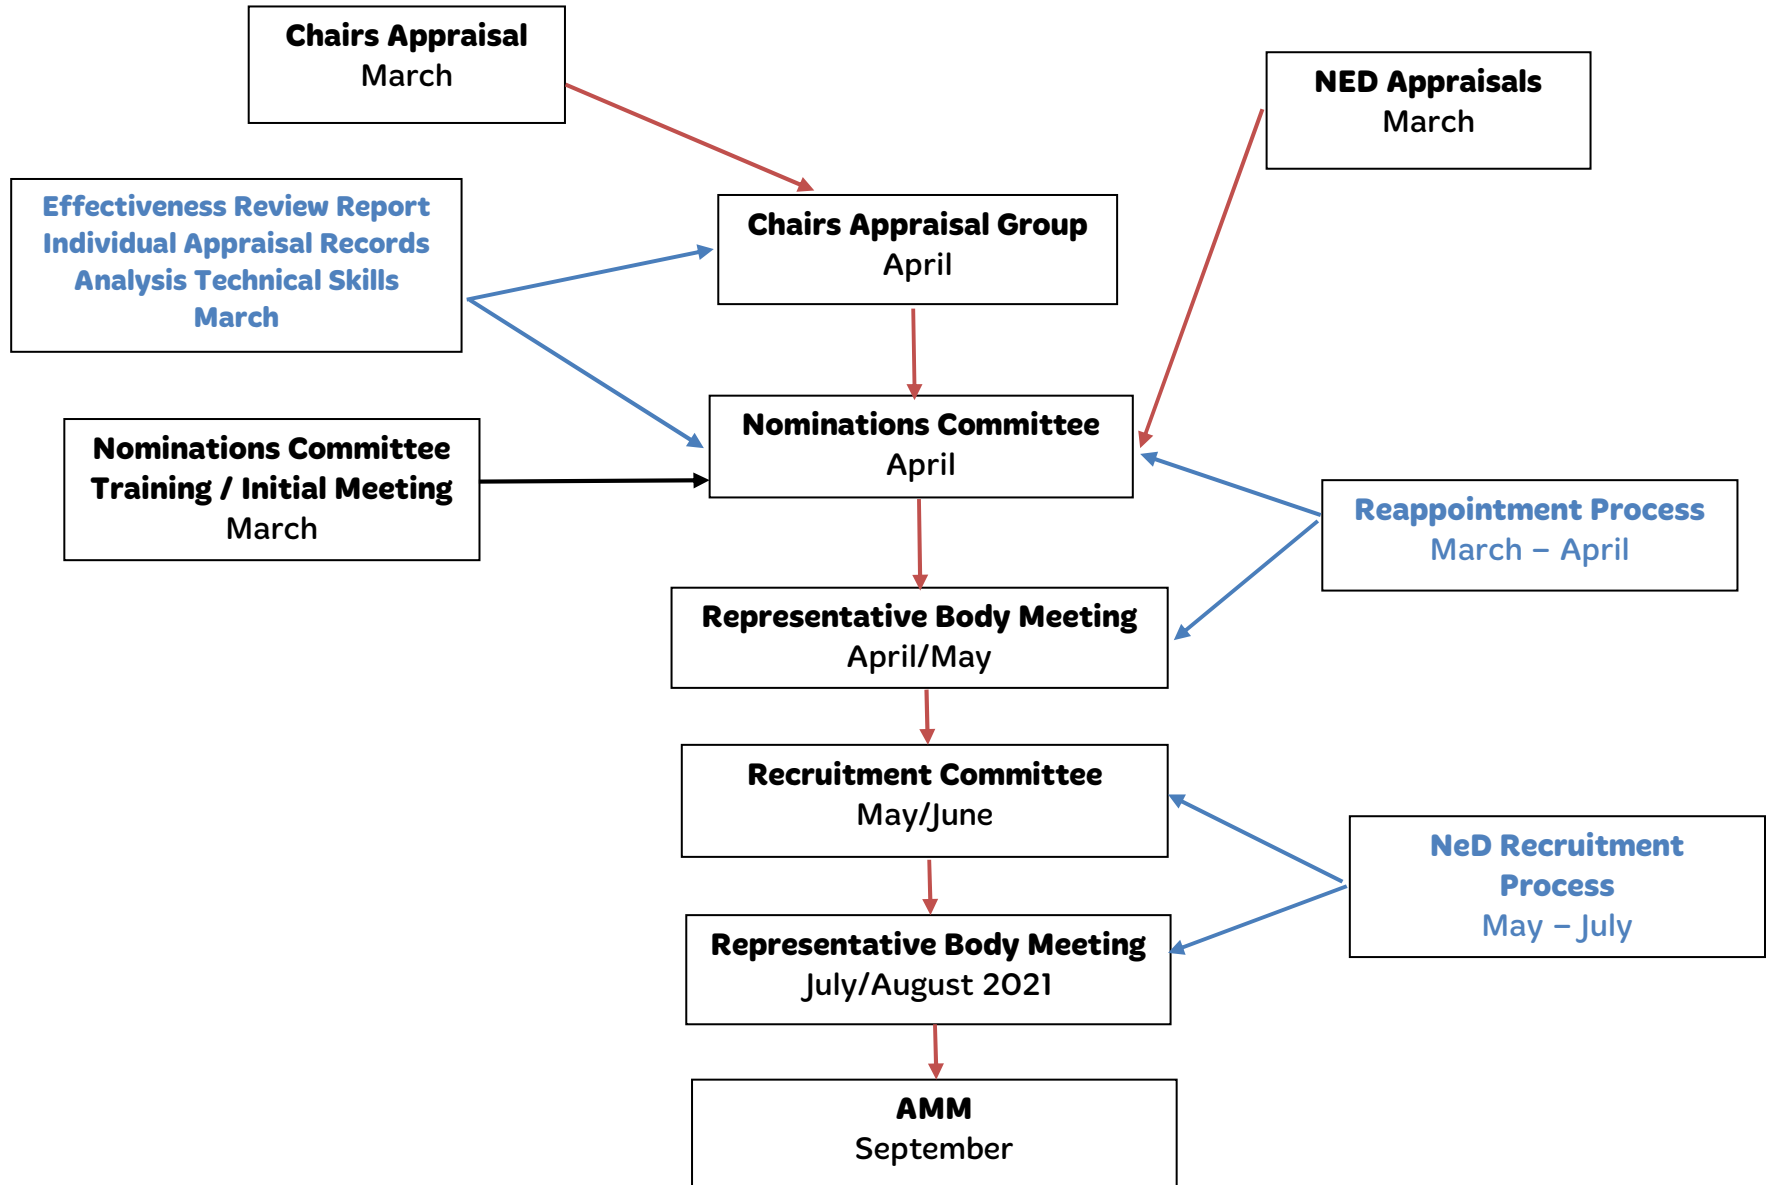 Chairs Appraisal
March
NED Appraisals
March
Effectiveness Review Report
Individual Appraisal Records
Analysis Technical Skills
March
Chairs Appraisal Group
April
Nominations Committee
April
Nominations Committee
Training / Initial Meeting
March
Reappointment Process
March – April
Representative Body Meeting
April/May
Recruitment Committee
May/June
NeD Recruitment
Process
May – July
Representative Body Meeting
July/August 2021
AMM
September